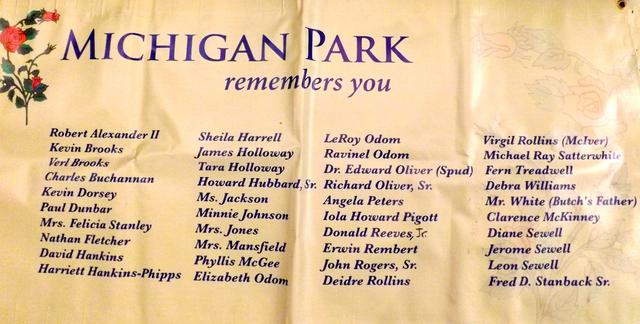 MICHIGAN PARK
remembers you
Robert Alexander II
Kevin Brooks
Verl Brooks
Charles Buchannan
Kevin Dorsey
Paul Dunbar
Mrs. Felicia Stanley
Nathan Fletcher
David Hankins
Harriett Hankins-Phipps
Sheila Harrell
James Holloway
Tara Holloway
Howard Hubbard, Sr.
Ms. Jackson
Minnie Johnson
Mrs. Jones
Mrs. Mansfield
Phyllis McGee
Elizabeth Odom
LeRoy Odom
Ravinel Odom
Dr. Edward Oliver (Spud)
Richard Oliver, Sr.
Angela Peters
Iola Howard Pigott
Donald Reeves, Jr.
Erwin Rembert
John Rogers, Sr.
Deidre Rollins
Virgil Rollins (McIver)
Michael Ray Satterwhite
Fern Treadwell
Debra Williams
Mr. White (Butch's Father)
Clarence McKinney
Diane Sewell
Jerome Sewell
Leon Sewell
Fred D. Stanback Sr.